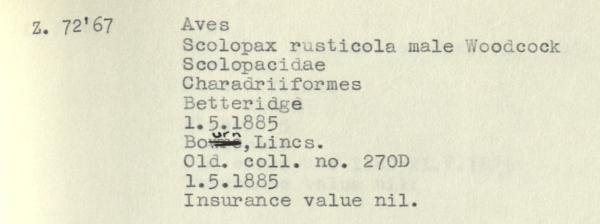 Z. 72'67 Aves
Scolopax rusticola male Woodcock
Scolopacidae
Charadriiformes
Betteridge
1.5.1885
Bourn, Lincs.
Old. coll. no. 270D
1.5.1885
Insurance value nil.